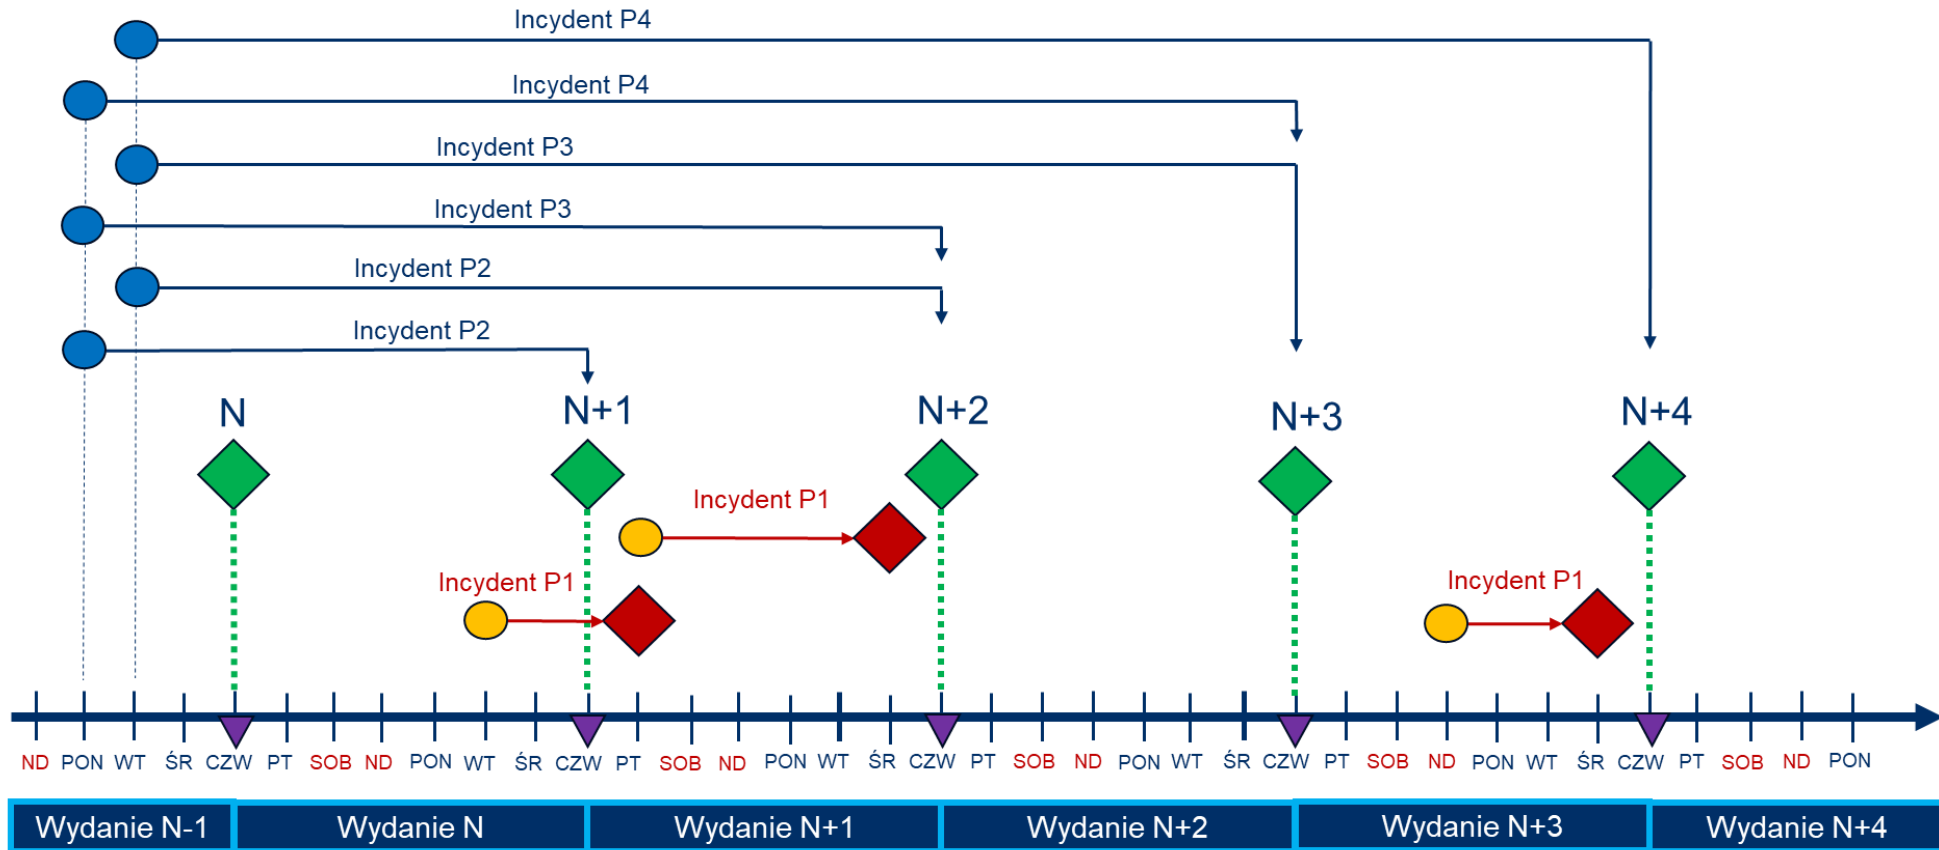 Incydent P4
Incydent P4
Incydent P3
Incydent P3
Incydent P2
Incydent P2
N N+1 N+2 N+3 N+4
Incydent P1
Incydent P1 Incydent P1
ND PON WT ŚR CZW PT SOB ND PON WT ŚR CZW PT SOB ND PON WT ŚR CZW PT SOB ND PON WT ŚR CZW PT SOB ND PON WT ŚR CZW PT SOB ND PON
Wydanie N-1 Wydanie N Wydanie N+1 Wydanie N+2 Wydanie N+3 Wydanie N+4